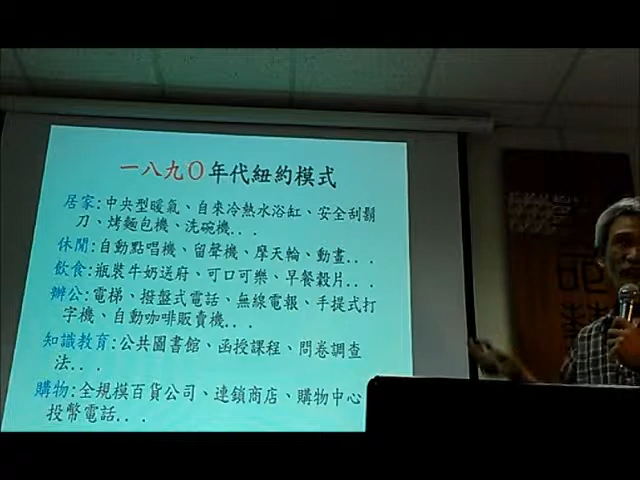 一八九〇年代紐約模式
居家:中央型暖氣、自來冷熱水浴缸、安全刮鬍
刀、烤麵包機、洗碗機...
休閒:自動點唱機、留聲機、摩天輪、動畫...
飲食:瓶裝牛奶送府、可口可樂、早餐穀片...
辦公:電梯、撥盤式電話、無線電報、手提式打
字機、自動咖啡販賣機...
知識教育:公共圖書館、函授課程、問卷調查
法...
購物:全規模百貨公司、連鎖商店、購物中心
投幣電話...